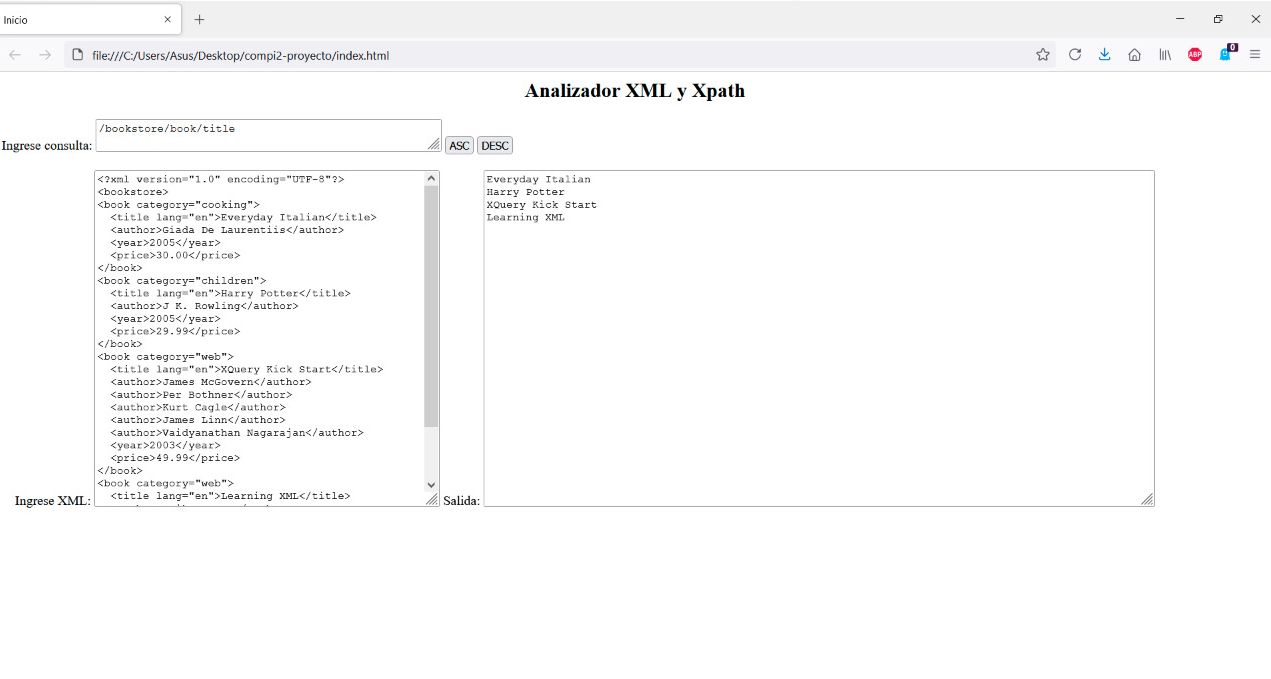 Inicio
file:///C:/Users/Asus/Desktop/compi2-proyecto/index.html
ABP
0
Analizador XML y Xpath
Ingrese consulta:
/bookstore/book/title
ASC
DESC
Ingrese XML:
<?xml version="1.0" encoding="UTF-8"?>
<bookstore>
<book category="cooking">
  <title lang="en">Everyday Italian</title>
  <author>Giada De Laurentiis</author>
  <year>2005</year>
  <price>30.00</price>
</book>
<book category="children">
  <title lang="en">Harry Potter</title>
  <author>J K. Rowling</author>
  <year>2005</year>
  <price>29.99</price>
</book>
<book category="web">
  <title lang="en">XQuery Kick Start</title>
  <author>James McGovern</author>
  <author>Per Bothner</author>
  <author>Kurt Cagle</author>
  <author>James Linn</author>
  <author>Vaidyanathan Nagarajan</author>
  <year>2003</year>
  <price>49.99</price>
</book>
<book category="web">
  <title lang="en">Learning XML</title>
Salida:
Everyday Italian
Harry Potter
XQuery Kick Start
Learning XML